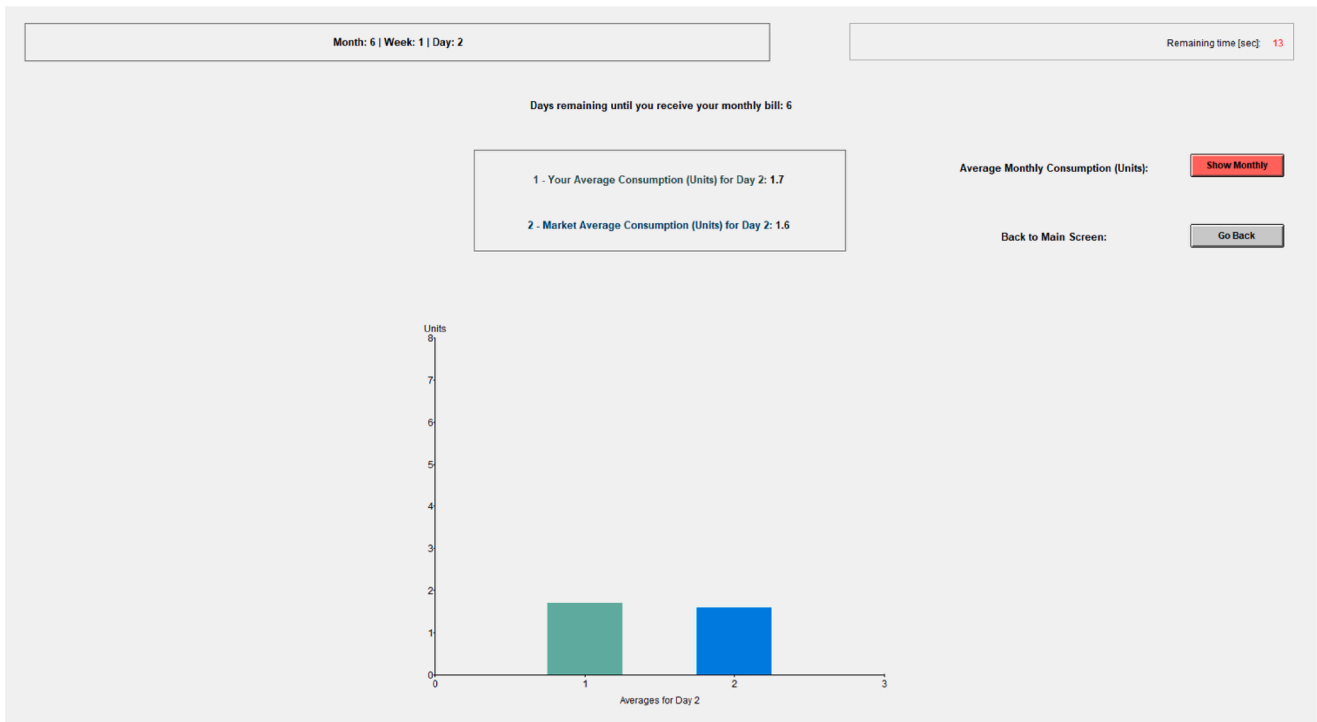 Month: 6 | Week: 1 | Day: 2
Remaining time [sec]: 13
Days remaining until you receive your monthly bill: 6
1 - Your Average Consumption (Units) for Day 2: 1.7
2 - Market Average Consumption (Units) for Day 2: 1.6
Average Monthly Consumption (Units):
Show Monthly
Back to Main Screen:
Go Back
Units
8
7
6
5
4
3
2
1
0
0 1 2 3
Averages for Day 2